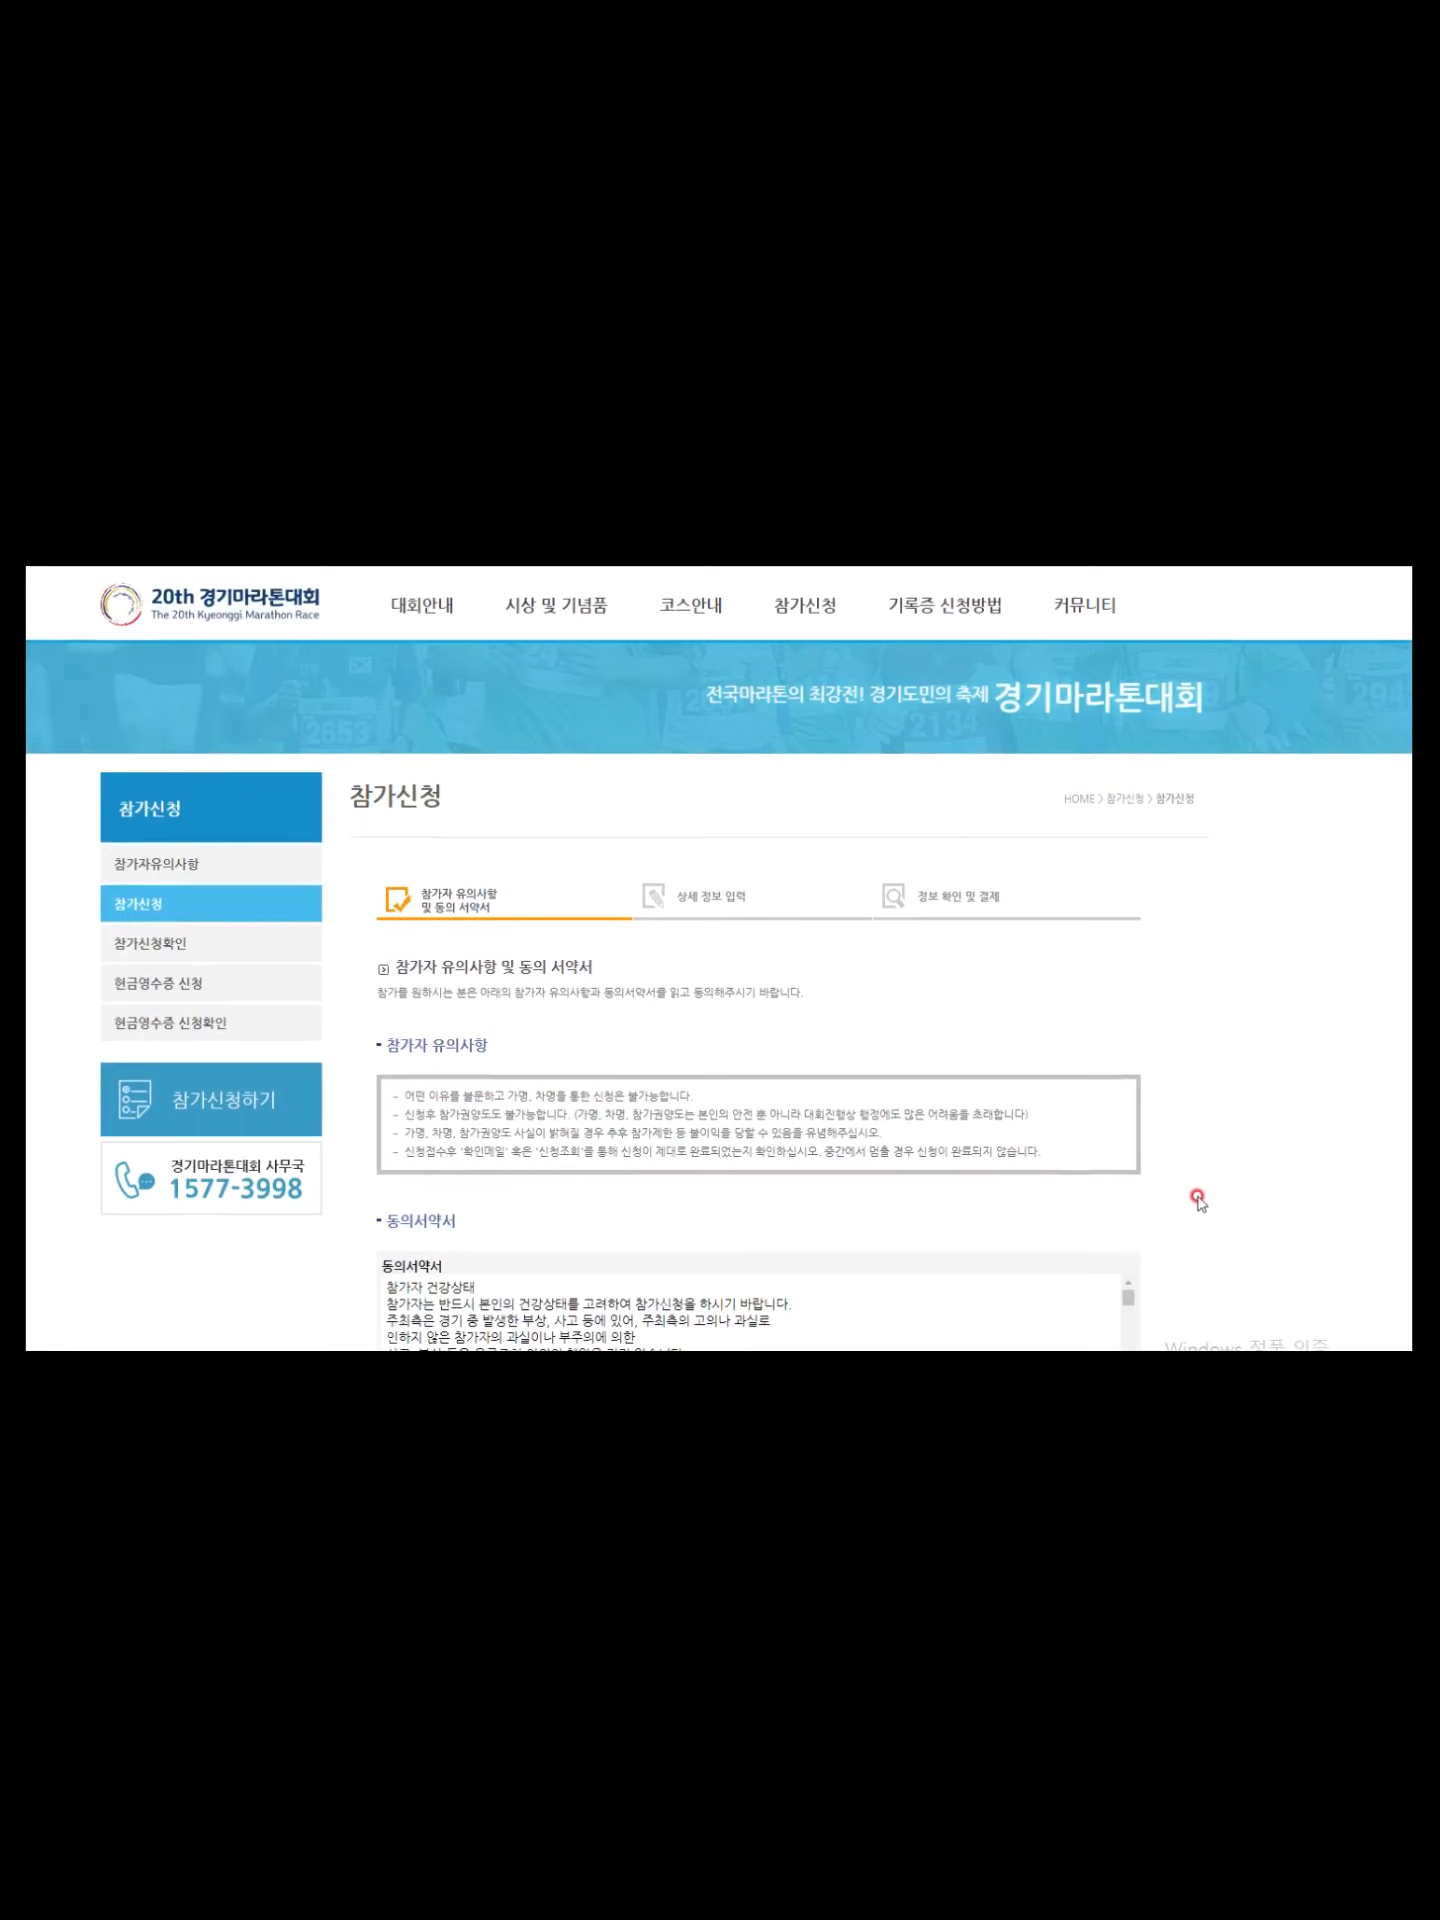 20th 경기마라톤대회
The 20th Kyeonggi Marathon Race
대회안내 시상 및 기념품 코스안내 참가신청 기록증 신청방법 커뮤니티
전국마라톤의 최강전! 경기도민의 축제 경기마라톤대회
2653
2134
294
참가신청
참가자유의사항
참가신청
참가신청확인
현금영수증 신청
현금영수증 신청확인
참가신청하기
경기마라톤대회 사무국
1577-3998
참가신청
HOME > 참가신청 > 참가신청
참가자 유의사항
및 동의 서약서
상세 정보 입력
정보 확인 및 결제
참가자 유의사항 및 동의 서약서
참가를 원하시는 분은 아래의 참가자 유의사항과 동의서약서를 읽고 동의해주시기 바랍니다.
- 참가자 유의사항
- 어떤 이유를 불문하고 가명, 차명을 통한 신청은 불가능합니다.
- 신청후 참가권양도도 불가능합니다. (가명, 차명, 참가권양도는 본인의 안전 뿐 아니라 대회진행상 행정에도 많은 어려움을 초래합니다)
- 가명, 차명, 참가권양도 사실이 밝혀질 경우 추후 참가제한 등 불이익을 당할 수 있음을 유념해주십시오.
- 신청접수후 '확인메일' 혹은 '신청조회'를 통해 신청이 제대로 완료되었는지 확인하십시오. 중간에서 멈출 경우 신청이 완료되지 않습니다.
- 동의서약서
동의서약서
참가자 건강상태
참가자는 반드시 본인의 건강상태를 고려하여 참가신청을 하시기 바랍니다.
주최측은 경기 중 발생한 부상, 사고 등에 있어, 주최측의 고의나 과실로
인하지 않은 참가자의 과실이나 부주의에 의한
Windows 정품 인증